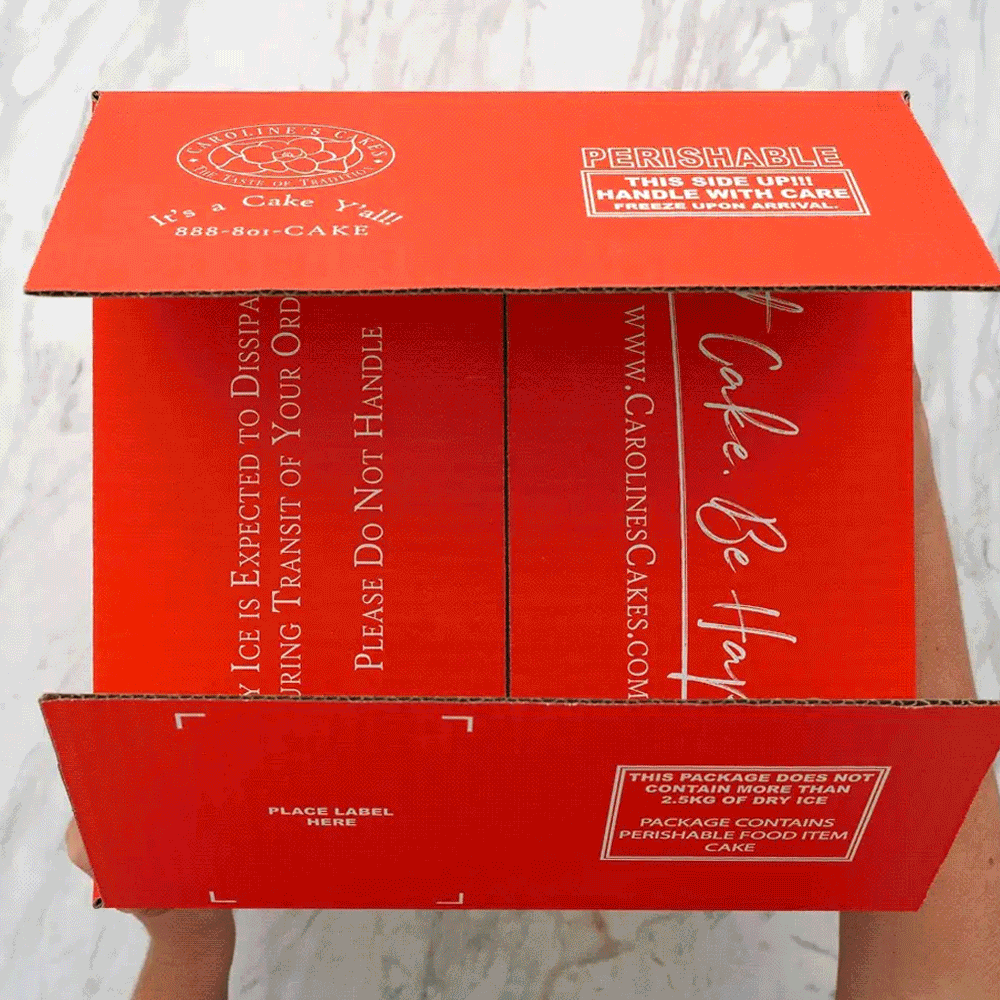 CAROLINE'S CAKES
THE TASTE OF TRADITION
It's a Cake Y'all!
888-801-CAKE
PERISHABLE
THIS SIDE UP!!!
HANDLE WITH CARE
FREEZE UPON ARRIVAL.
ICE IS EXPECTED TO DISSIPA
URING TRANSIT OF YOUR ORD
PLEASE DO NOT HANDLE
Cake. Be Hap
WWW.CAROLINESCAKES.COM
PLACE LABEL
HERE
THIS PACKAGE DOES NOT
CONTAIN MORE THAN
2.5KG OF DRY ICE
PACKAGE CONTAINS
PERISHABLE FOOD ITEM
CAKE